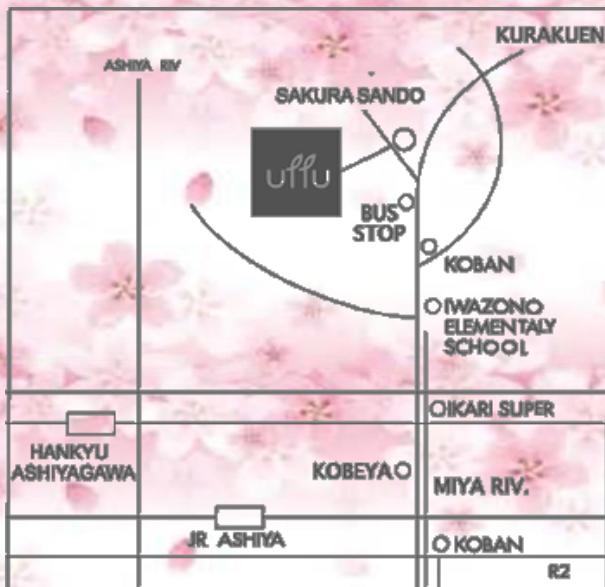 KURAKUEN
ASHIYA RIV
SAKURA SANDO
uffu
BUS
STOP
KOBAN
IWAZONO
ELEMENTALY
SCHOOL
IKARI SUPER
HANKYU
ASHIYAGAWA
KOBEYA
MIYA RIV.
JR ASHIYA
KOBAN
R2